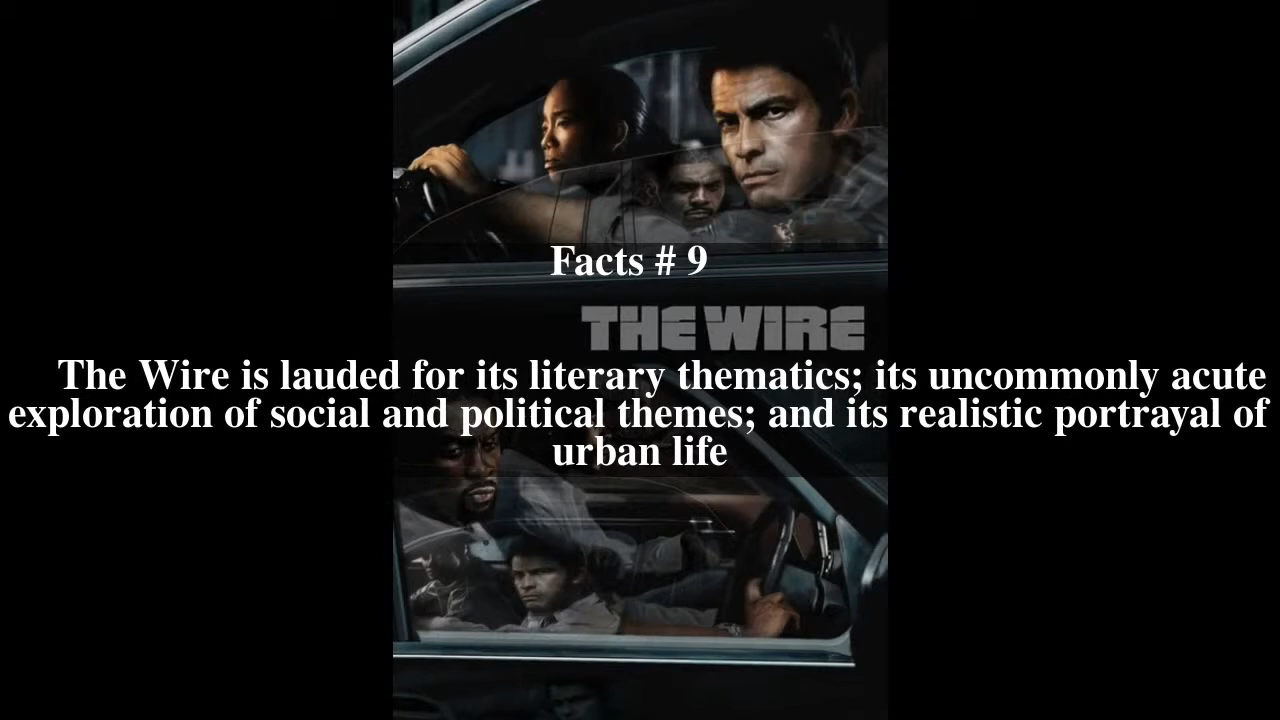 Facts # 9
THE WIRE
The Wire is lauded for its literary thematics; its uncommonly acute
exploration of social and political themes; and its realistic portrayal of
urban life